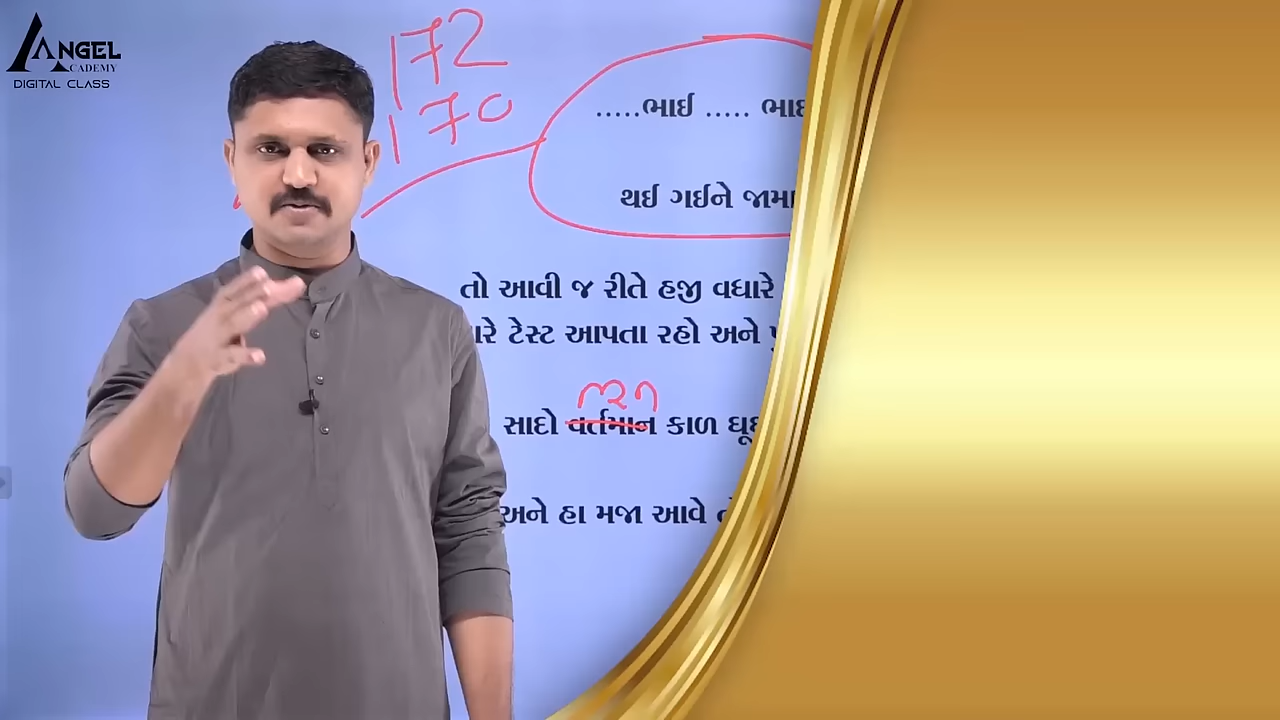 ANGEL
ACADEMY
DIGITAL CLASS
172
170
.....ભાઈ .....
થઈ ગઈને
તો આવી જ રીતે હજી વધારે
ટેસ્ટ આપતા રહો અને
સાદો વર્તમાન કાળ
અને હા મજા આવે